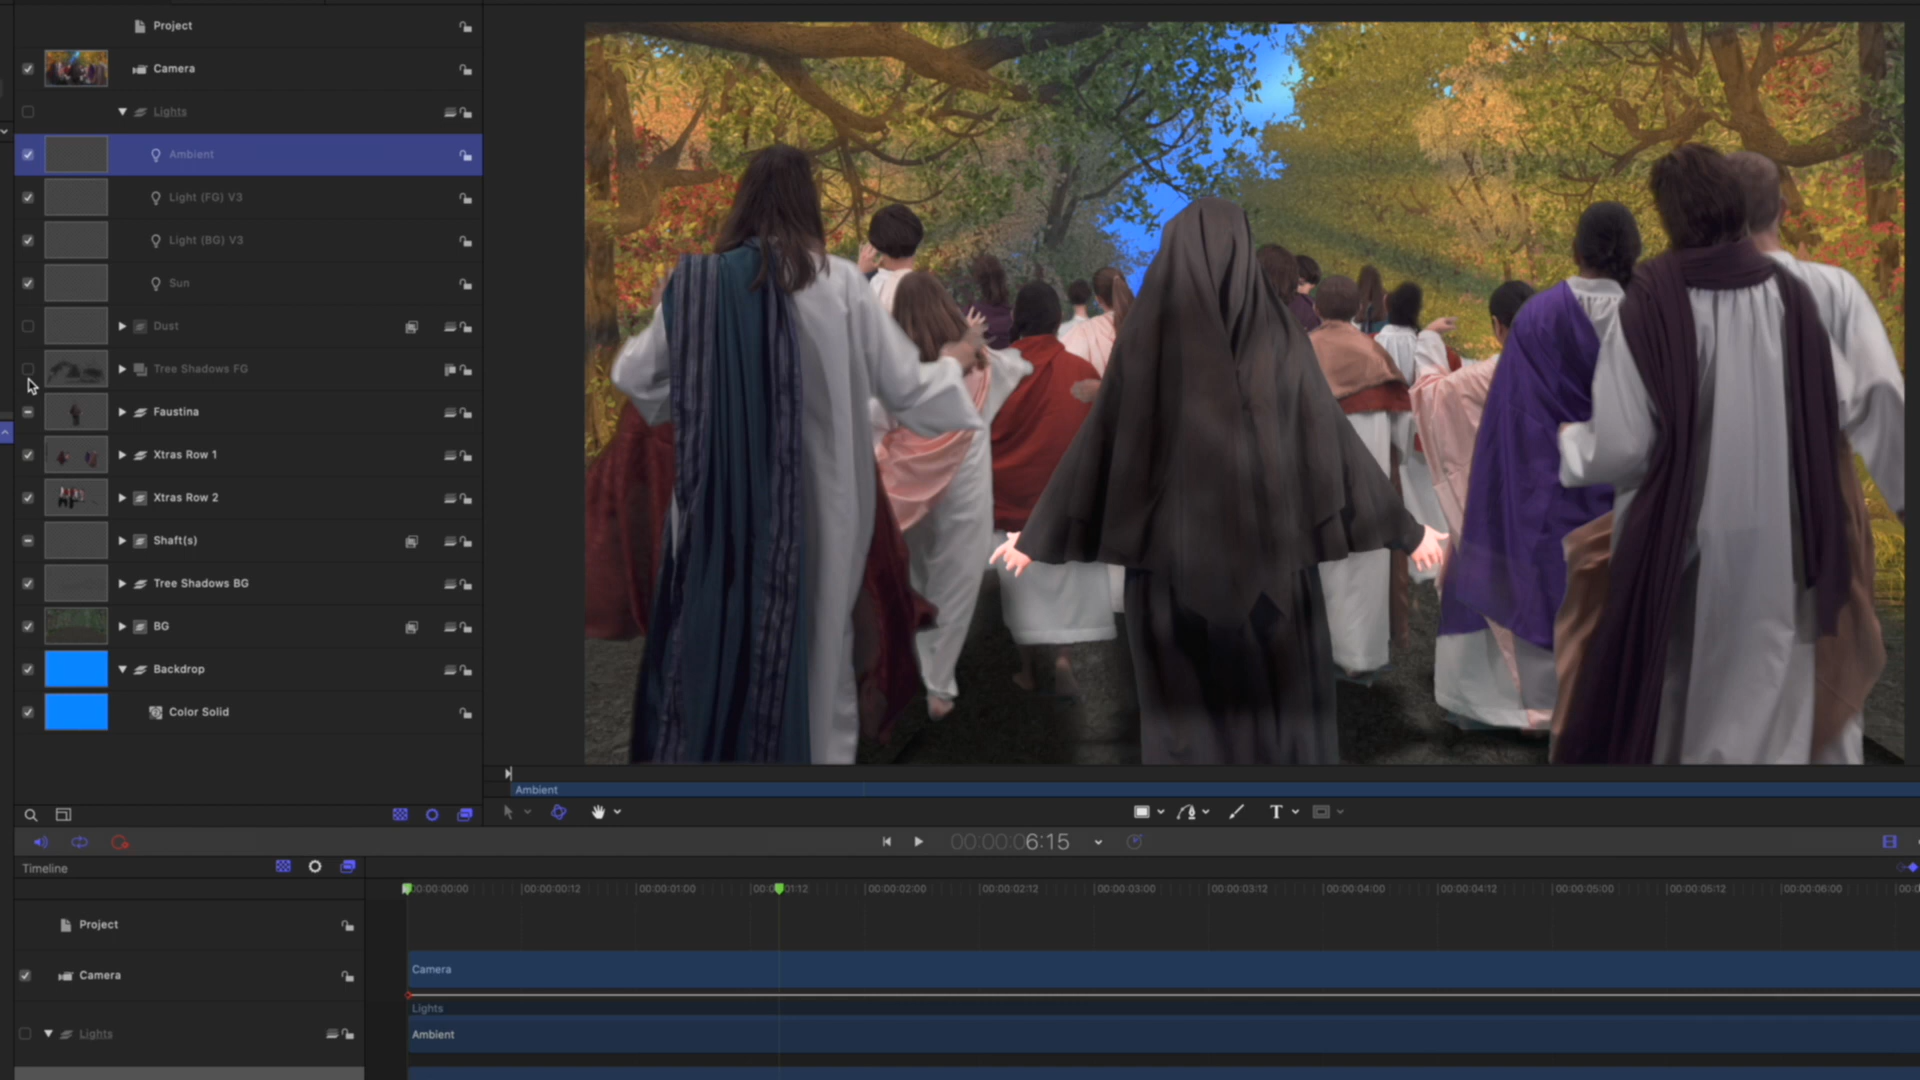 Project
Camera
Lights
Ambient
Light (FG) V3
Light (BG) V3
Sun
Dust
Tree Shadows FG
Faustina
Xtras Row 1
Xtras Row 2
Shaft(s)
Tree Shadows BG
BG
Backdrop
Color Solid
Ambient
T
00:00:06:15
Timeline
00:00:00:00 00:00:00:12 00:00:01:00 01:12 00:00:02:00 00:00:02:12 00:00:03:00 00:00:03:12 00:00:04:00 00:00:04:12 00:00:05:00 00:00:05:12 00:00:06:00
Project
Camera
Camera
Lights
Lights
Ambient